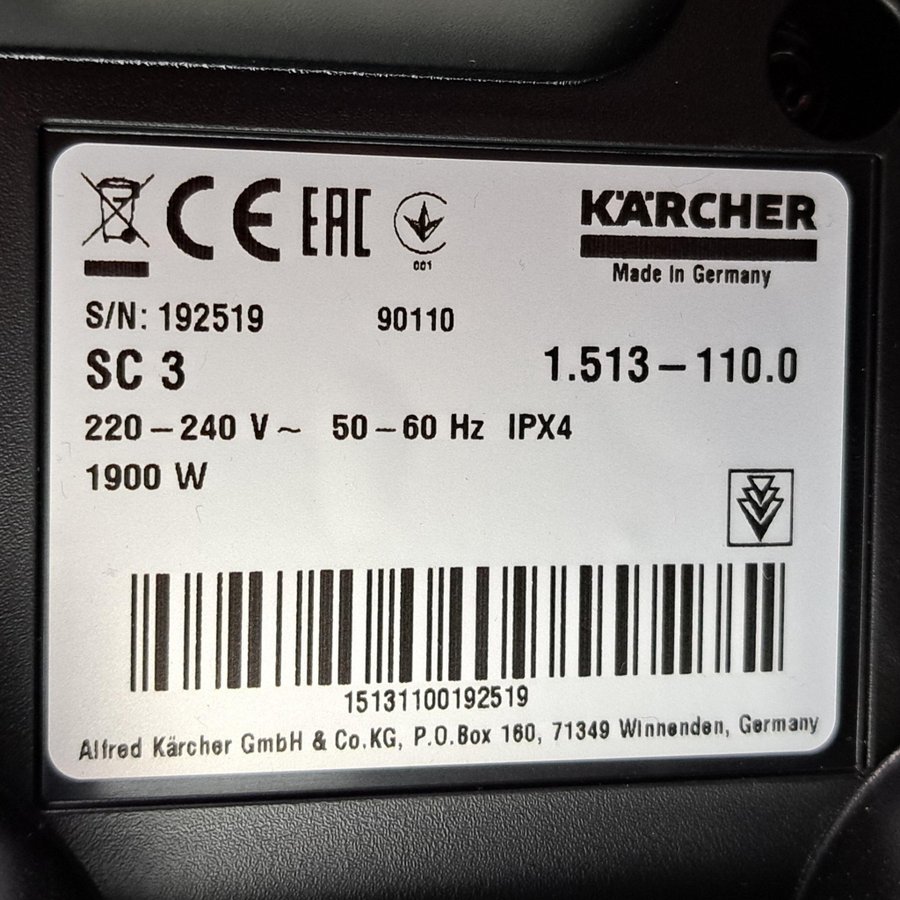 CE EAC
001
KÄRCHER
Made In Germany
S/N: 192519 90110
SC 3 1.513-110.0
220-240 V~ 50-60 Hz IPX4
1900 W
15131100192519
Alfred Kärcher GmbH & Co.KG, P.O.Box 160, 71349 Winnenden, Germany